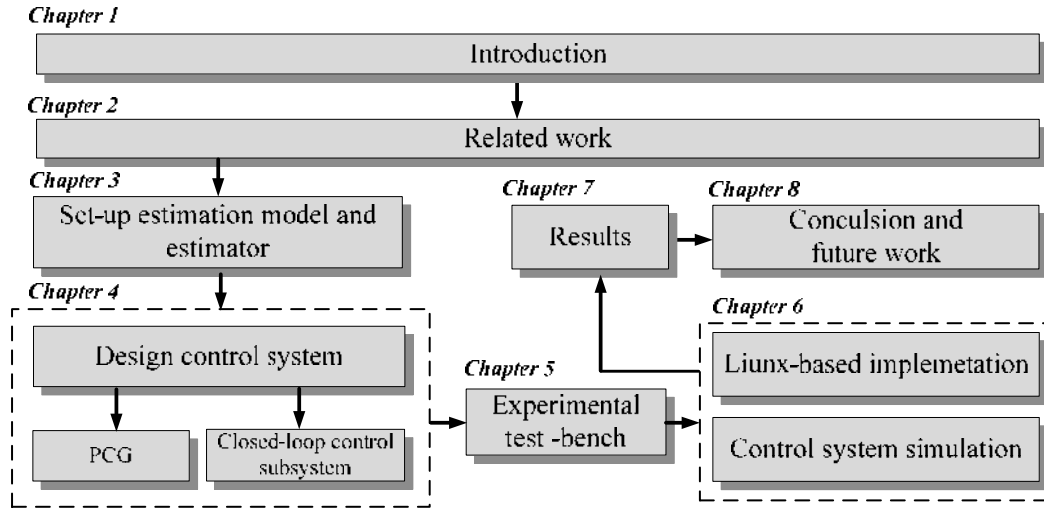 Chapter 1
Introduction
Chapter 2
Related work
Chapter 3
Set-up estimation model and
estimator
Chapter 4
Design control system
PCG
Closed-loop control
subsystem
Chapter 5
Experimental
test -bench
Chapter 6
Liunx-based implemetation
Control system simulation
Chapter 7
Results
Chapter 8
Conculsion and
future work